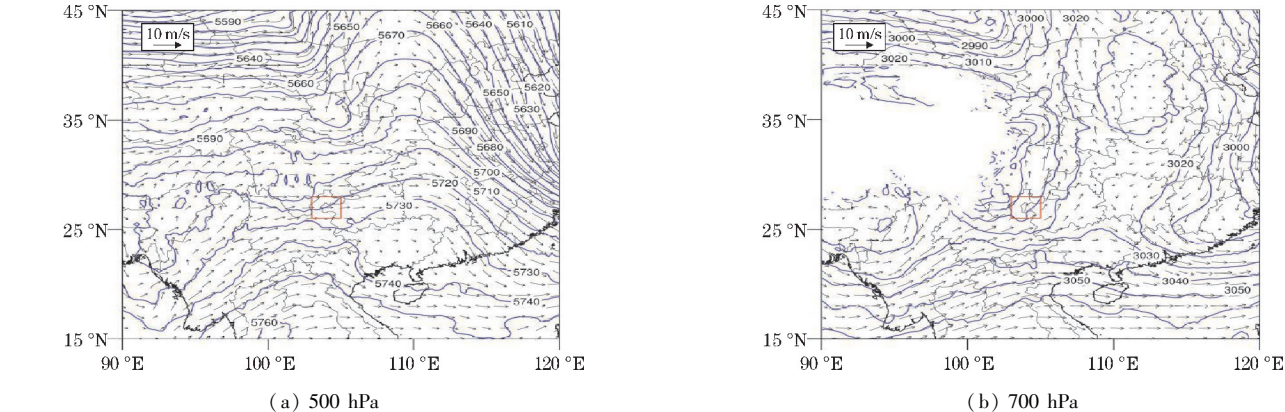 45 °N
35 °N
25 °N
15 °N
90 °E
100 °E
110 °E
120 °E
10 m/s
5590
5650
5660
5640
5610
5670
5640
5660
5650
5620
5630
5690
5690
5680
5700
5720
5710
5730
5730
5740
5740
5760
(a) 500 hPa
45 °N
35 °N
25 °N
15 °N
90 °E
100 °E
110 °E
120 °E
10 m/s
3000
3020
3000
2990
3020
3010
3000
3020
3030
3050
3040
3050
(b) 700 hPa